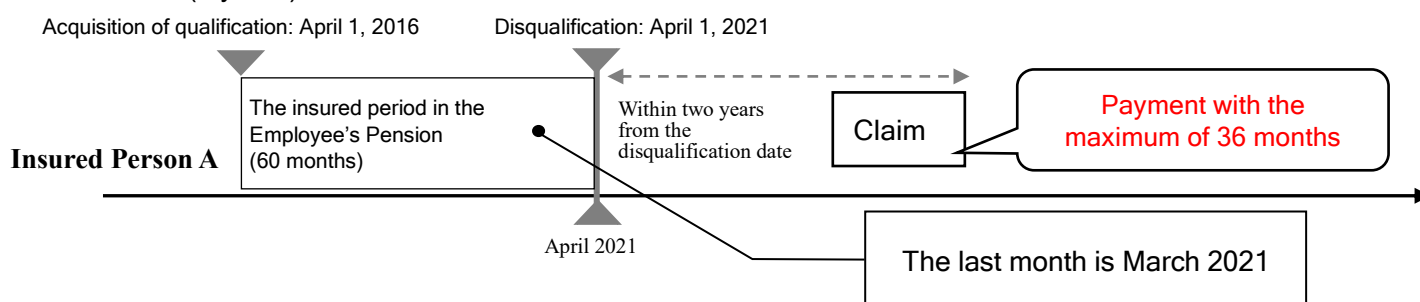 Acquisition of qualification: April 1, 2016
Disqualification: April 1, 2021
The insured period in the
Employee's Pension
(60 months)
Within two years
from the
disqualification date
Claim
Payment with the
maximum of 36 months
Insured Person A
April 2021
The last month is March 2021